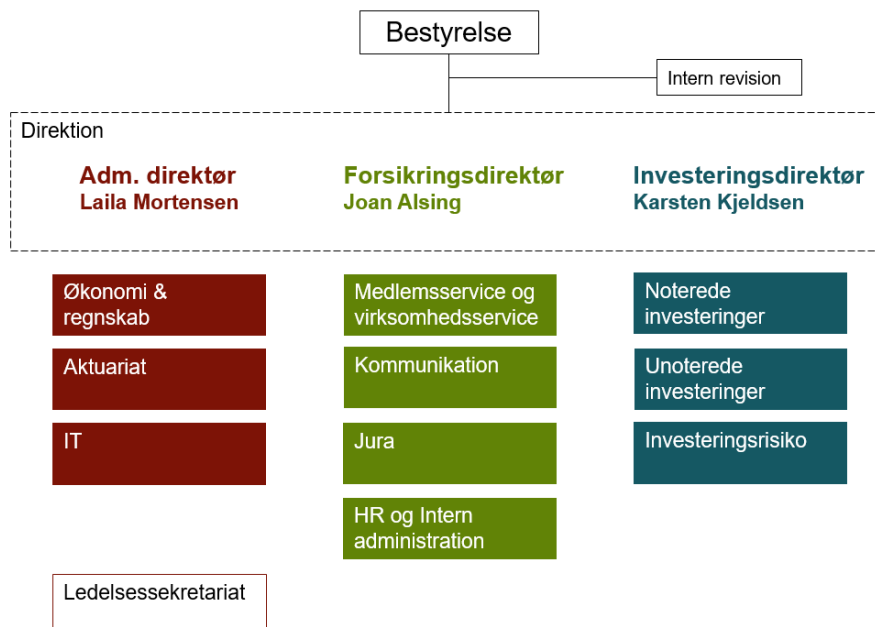 Bestyrelse
Intern revision
Direktion
Adm. direktør
Laila Mortensen
Forsikringsdirektør
Joan Alsing
Investeringsdirektør
Karsten Kjeldsen
Økonomi &
regnskab
Aktuariat
IT
Ledelsessekretariat
Medlemsservice og
virksomhedsservice
Kommunikation
Jura
HR og Intern
administration
Noterede
investeringer
Unoterede
investeringer
Investeringsrisiko